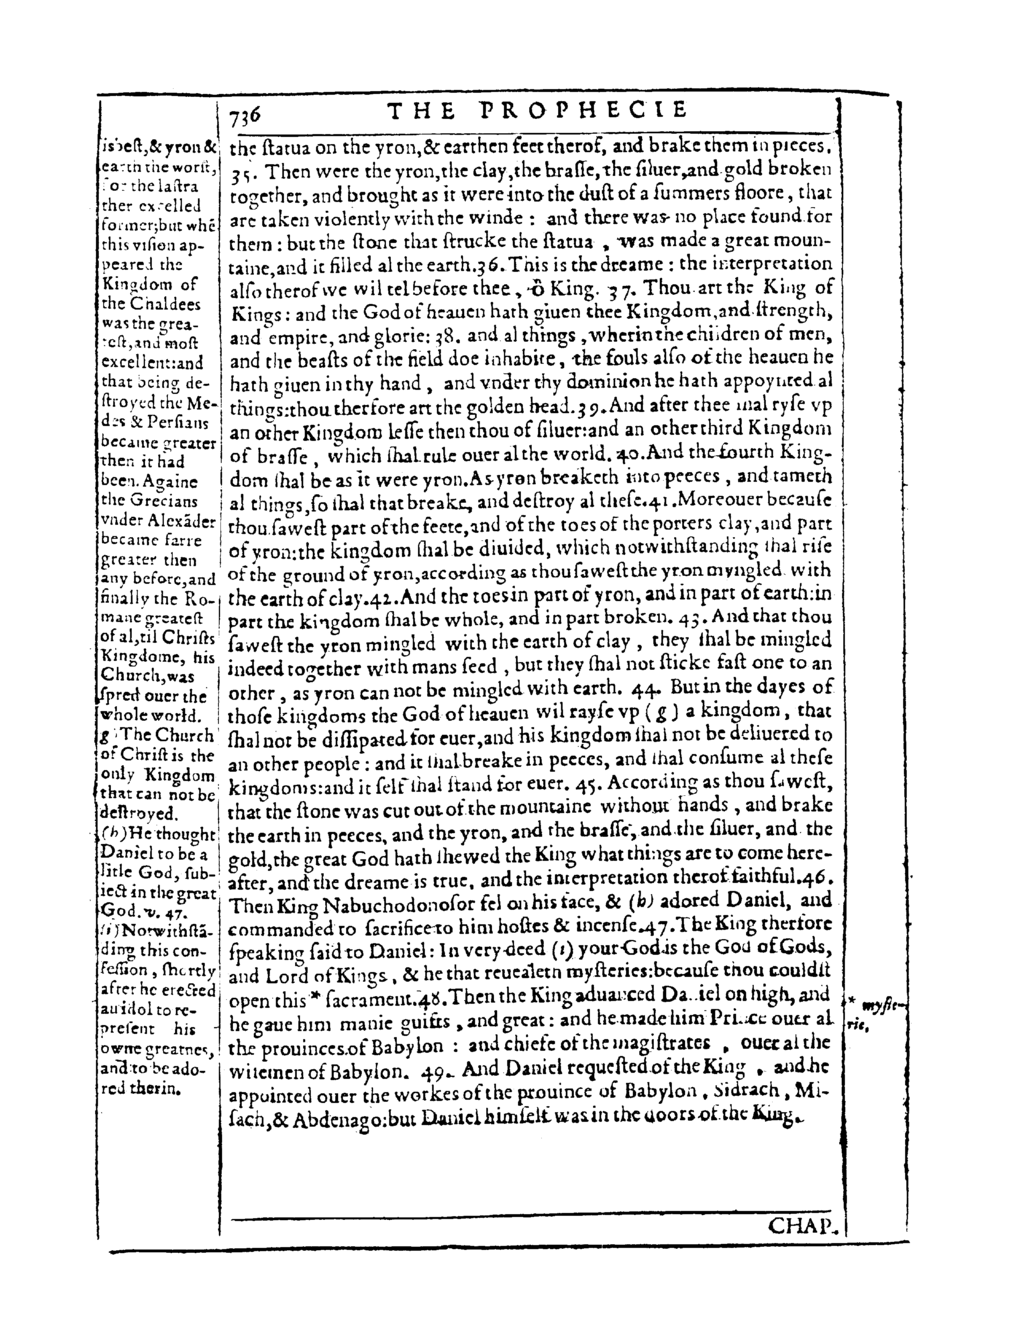 736 THE PROPHECIE
is best,& yron &
earth the worst,
for the lastra
ther excelled
former;but whē
this vision ap-
peared the
Kingdom of
the Chaldees
was the grea-
test,and most
excellent:and
that being de-
ſtroyed the Me-
des & Perſians
became greater
then it had
been. Againe
the Grecians
vnder Alexāder
became farre
greater then
any before,and
finally the Ro-
mane greateſt
of al,til Chriſts
Kingdome, his
Church,was
ſpred ouer the
whole world.
g The Church
of Chriſt is the
only Kingdom
that can not be
deſtroyed.
(h)He thought
Daniel to be a
litle God, ſub-
iect in the great
God. v. 47.
(i)Notwithſtā-
ding this con-
feſſion, ſhortly
after he erected
an idol to re-
preſent his
owne greatnes,
and to be ado-
red therin.
the ſtatua on the yron,& earthen feet therof, and brake them in pieces.
35. Then were the yron,the clay,the braſſe,the ſiluer,and gold broken
together, and brought as it were into the duſt of a ſummers floore, that
are taken violently with the winde : and there was no place found for
them : but the ſtone that ſtrucke the ſtatua , was made a great moun-
taine,and it filled al the earth.36.This is the dreame : the interpretation
alſo therof we wil tel before thee , ô King. 37. Thou art the King of
Kings : and the God of heauen hath giuen thee Kingdom,and ſtrength,
and empire, and glorie: 38. and al things ,wherin the children of men,
and the beaſts of the field doe inhabite, the fouls alſo of the heauen he
hath giuen in thy hand , and vnder thy dominion he hath appoynted al
things:thou therfore art the golden head.39.And after thee ſhal ryſe vp
an other Kingdom leſſe then thou of ſiluer:and an other third Kingdom
of braſſe , which ſhal rule ouer al the world. 40.And the fourth King-
dom ſhal be as it were yron.As yron breaketh into peeces , and tameth
al things,ſo ſhal that breake, and deſtroy al theſe.41.Moreouer becauſe
thou ſaweſt part of the feete,and of the toes of the potters clay,and part
of yron:the kingdom ſhal be diuided, which notwithſtanding ſhal riſe
of the ground of yron,according as thou ſaweſt the yron myngled with
the earth of clay.42.And the toes in part of yron, and in part of earth:in
part the kingdom ſhal be whole, and in part broken. 43. And that thou
ſaweſt the yron mingled with the earth of clay , they ſhal be mingled
indeed together with mans ſeed , but they ſhal not ſticke faſt one to an
other , as yron can not be mingled with earth. 44. But in the dayes of
thoſe kingdoms the God of heauen wil rayſe vp (g) a kingdom, that
ſhal not be diſſipated for euer,and his kingdom ſhal not be deliuered to
an other people : and it ſhal breake in peeces, and ſhal conſume al theſe
kingdoms:and it ſelf ſhal ſtand for euer. 45. According as thou ſaweſt,
that the ſtone was cut out of the mountaine without hands , and brake
the earth in peeces, and the yron, and the braſſe, and the ſiluer, and the
gold,the great God hath ſhewed the King what things are to come here-
after, and the dreame is true, and the interpretation therof faithful.46.
Then King Nabuchodonoſor fel on his face, & (h) adored Daniel, and
commanded to ſacrifice to him hoſtes & incenſe.47.The King therfore
ſpeaking ſaid to Daniel: In very deed (i) your God is the God of Gods,
and Lord of Kings , & he that reuealeth myſteries:becauſe thou couldſt
open this * ſacrament.48.Then the King aduanced Daniel on high, and
he gaue him manie guifts , and great : and he made him Prince ouer al
the prouinces of Babylon : and chiefe of the magiſtrates , ouer al the
wiſemen of Babylon. 49. And Daniel requeſted of the King , and he
appointed ouer the workes of the prouince of Babylon , Sidrach, Mi-
ſach,& Abdenago:but Daniel himſelf was in the doors of the King.
* myſte-
rie,
CHAP.